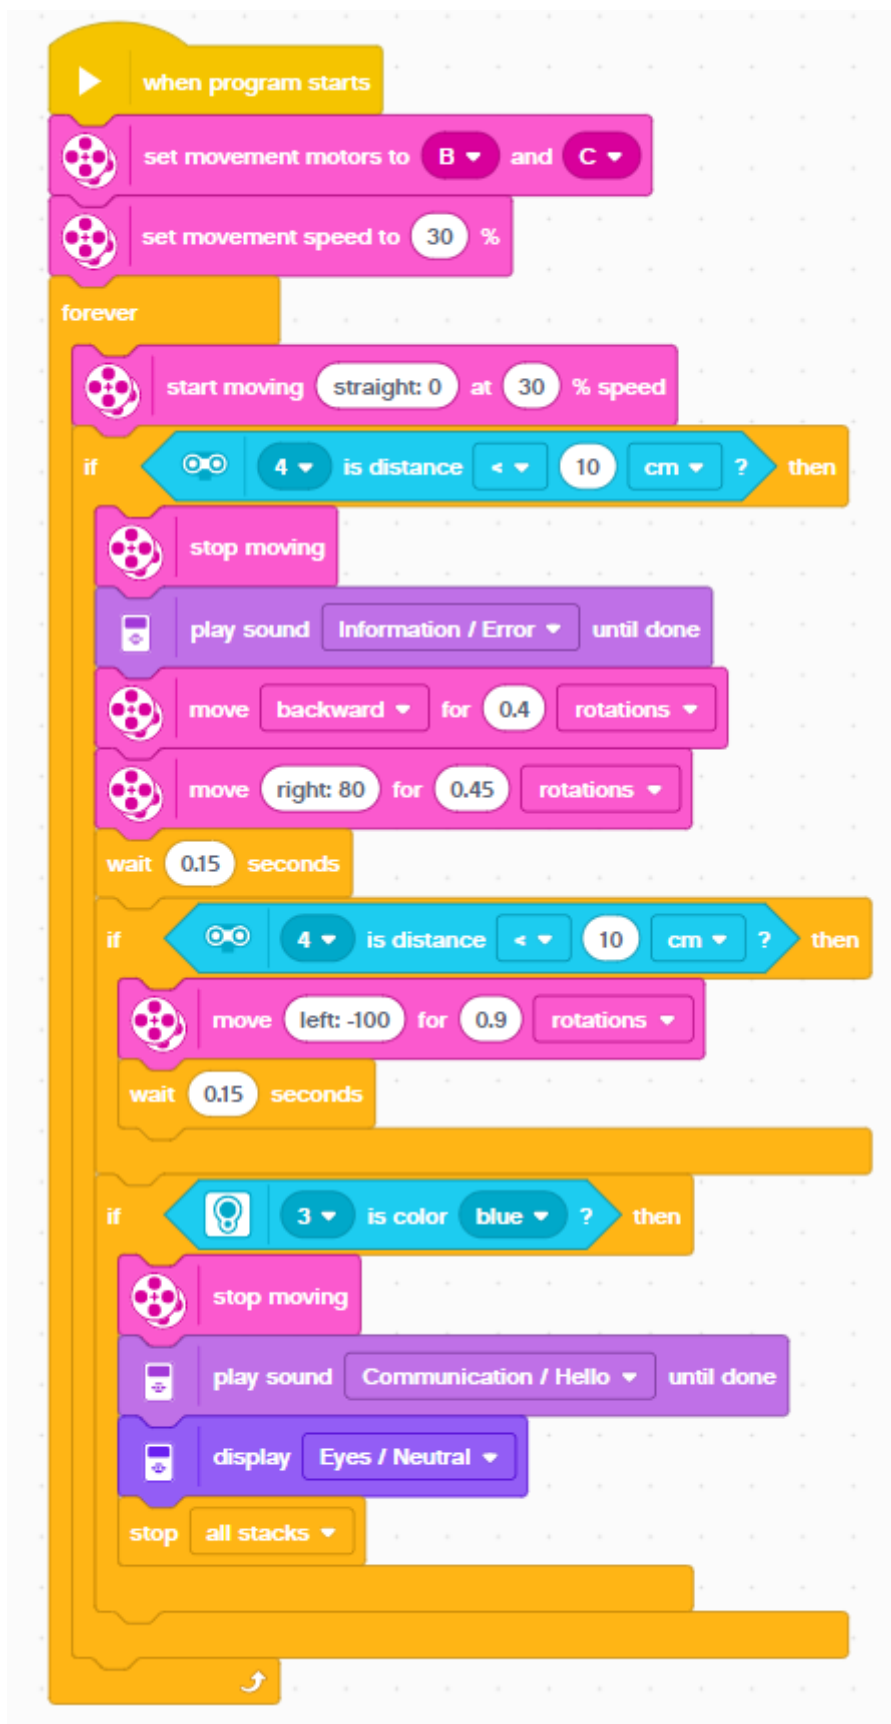 when program starts
set movement motors to B and C
set movement speed to 30 %
forever
start moving straight: 0 at 30 % speed
if 4 is distance < 10 cm ? then
stop moving
play sound Information / Error until done
move backward for 0.4 rotations
move right: 80 for 0.45 rotations
wait 0.15 seconds
if 4 is distance < 10 cm ? then
move left: -100 for 0.9 rotations
wait 0.15 seconds
if 3 is color blue ? then
stop moving
play sound Communication / Hello until done
display Eyes / Neutral
stop all stacks